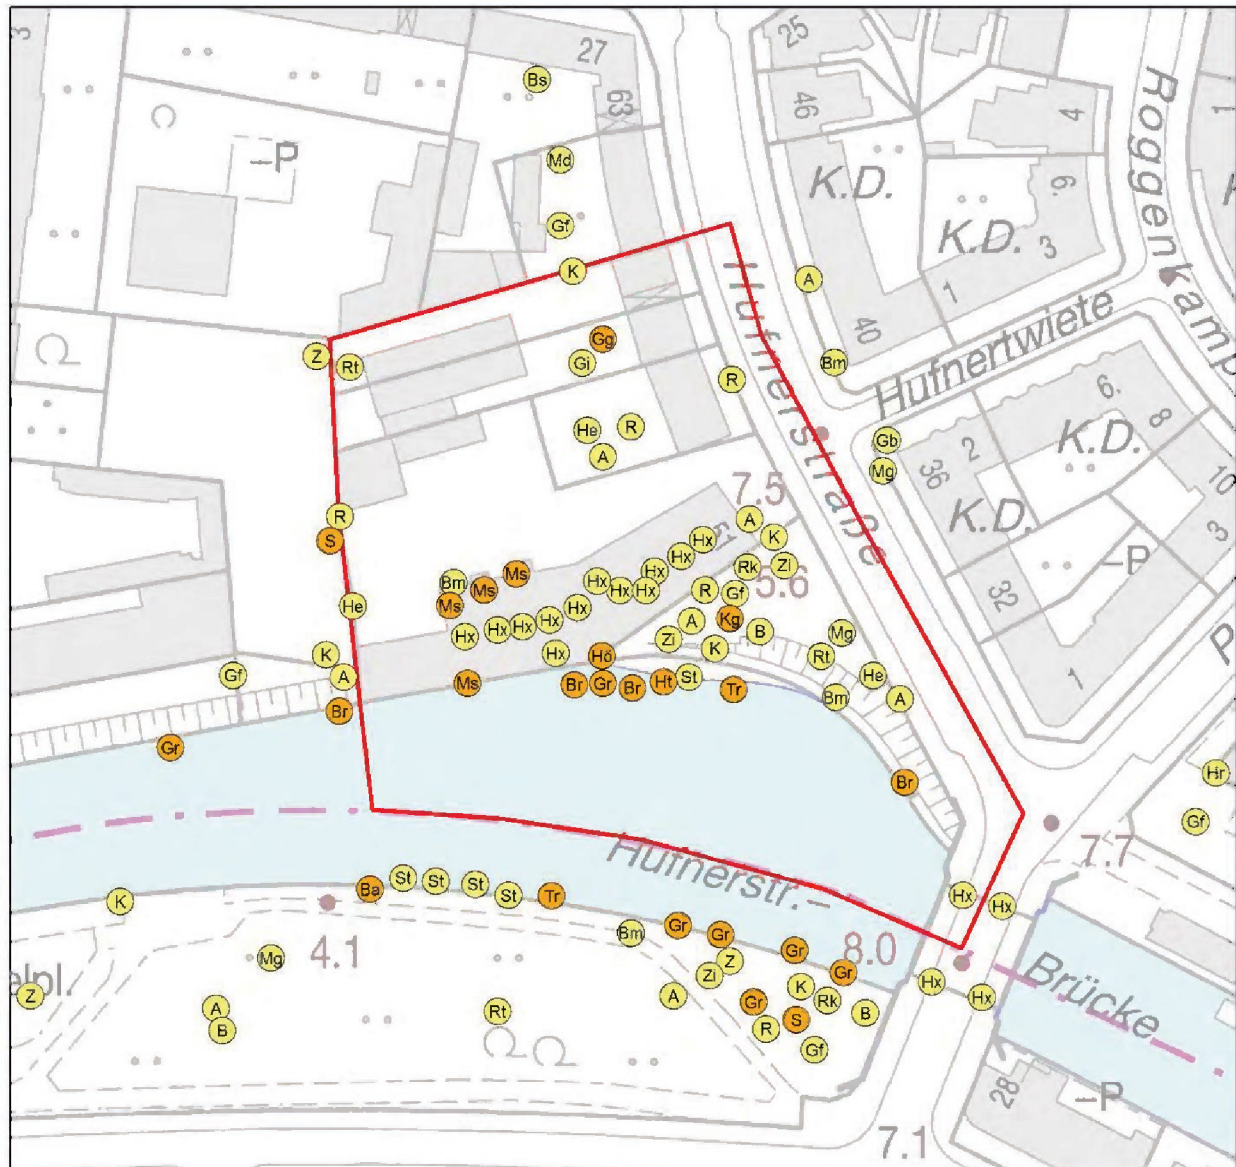 3
27
25
Bs
63
46
4
1
Roggenkamp
–P
Md
K.D.
6.
Gf
K.D.
3
K
A
1
Hufnerstraße
40
Hufnertwiete
Gg
Z
Rt
Gi
Bm
R
6.
8
K.D.
He
R
A
Gb
Mg
2
36
10
7.5
K.D.
3
R
S
A
K
51
Hx
Hx
Hx
Rk
Zi
5.6
–P
Bm
Ms
Ms
Ms
Hx
Hx
Hx
R
Gf
32
He
Hx
Hx
Hx
Hx
Hx
A
Kg
B
Mg
Zi
K
Rt
K
Hx
Hö
1
P
Gf
A
Ms
Br
Gr
Br
Ht
St
Tr
Bm
He
A
Br
Gr
Br
Hr
Gf
7.7
Hufnerstr.–
Brücke
Ba
St
St
St
St
Tr
K
Hx
Hx
Bm
Gr
Gr
Gr
Gr
8.0
4.1
Mg
Z
Zi
elpl.
Z
A
B
Rt
A
K
Rk
B
Hx
Hx
Gr
S
R
Gf
28
–P
7.1